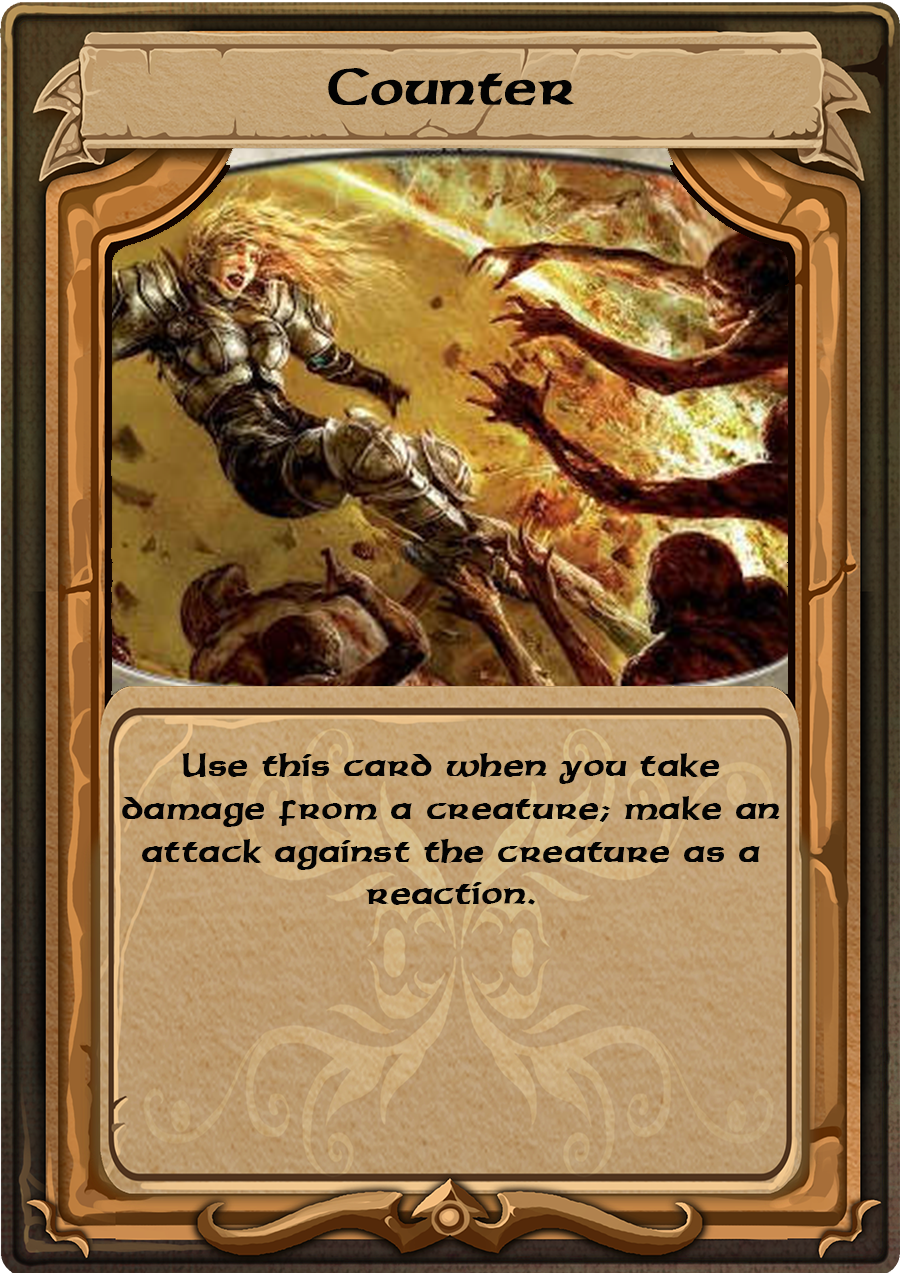 Counter
Use this card when you take
damage from a creature; make an
attack against the creature as a
reaction.